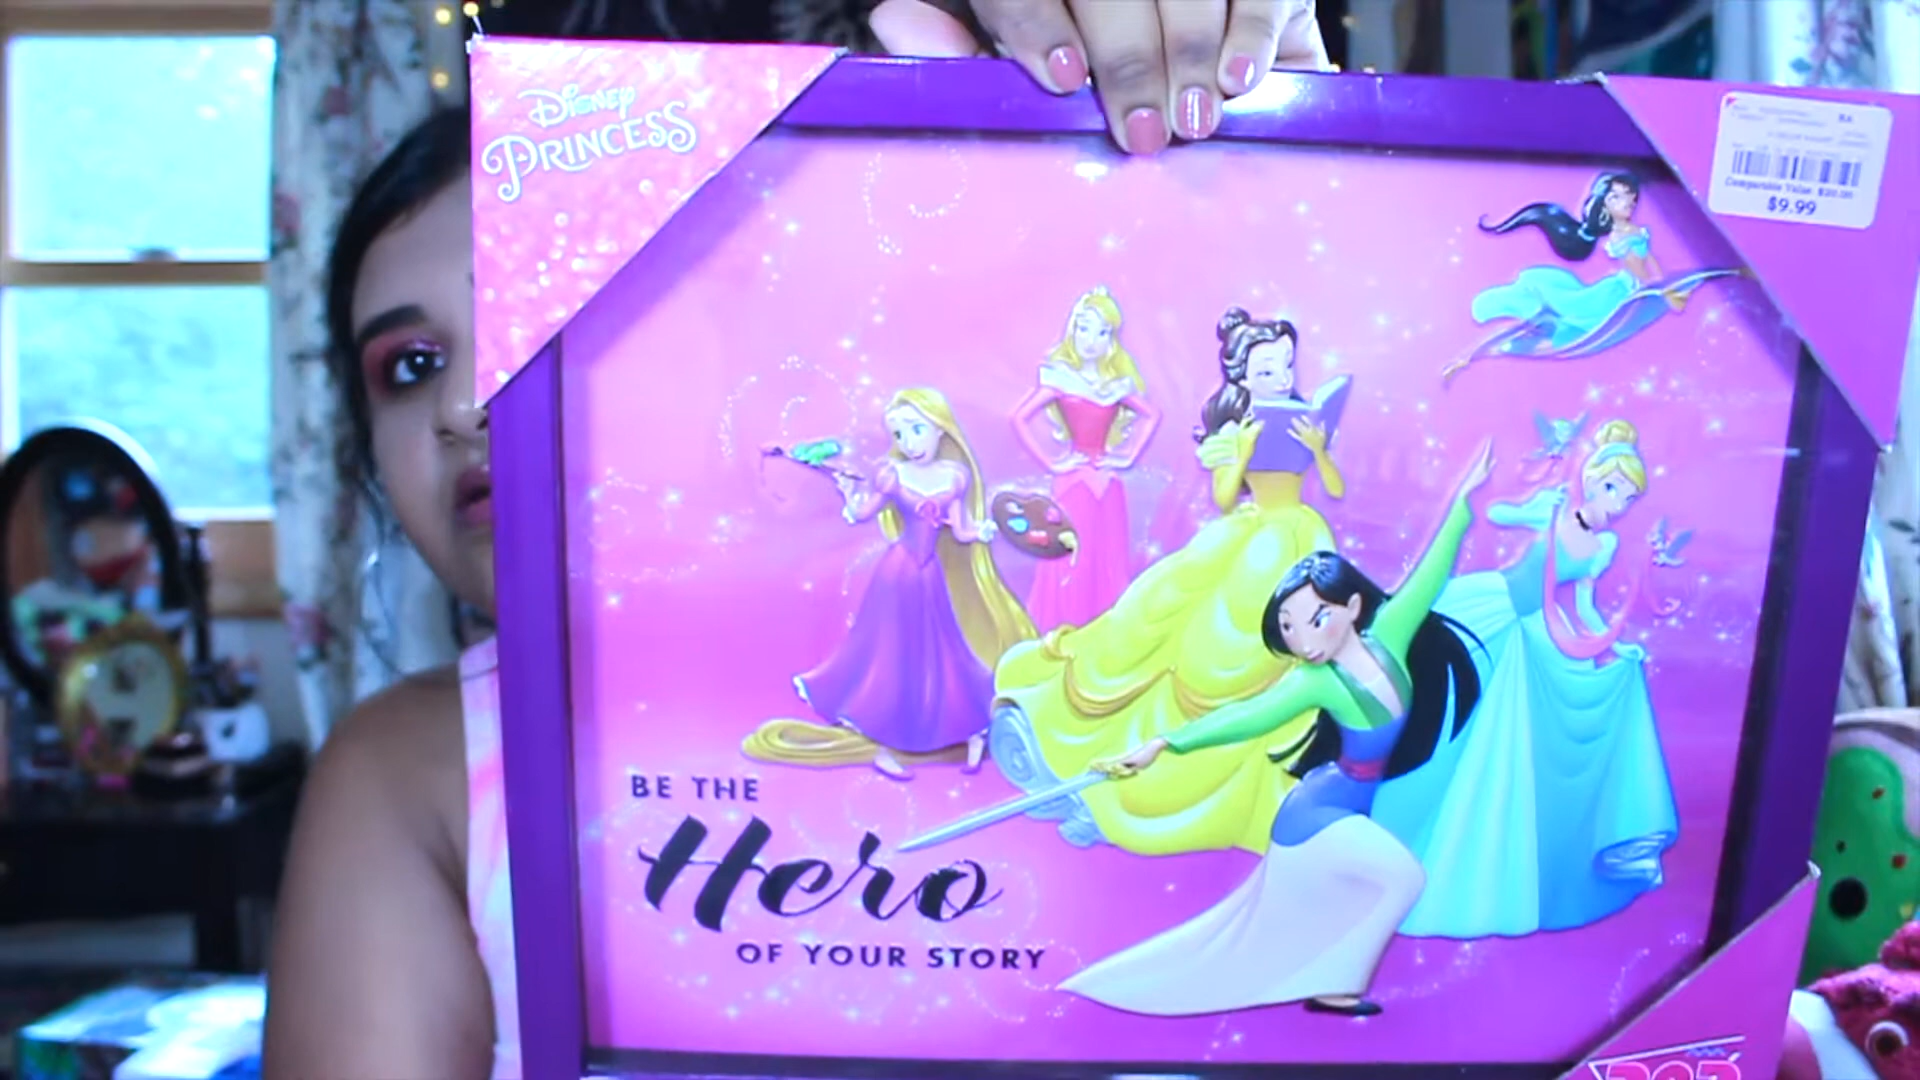 Disney
PRINCESS
Comparable Value $20.00
$9.99
BE THE
Hero
OF YOUR STORY